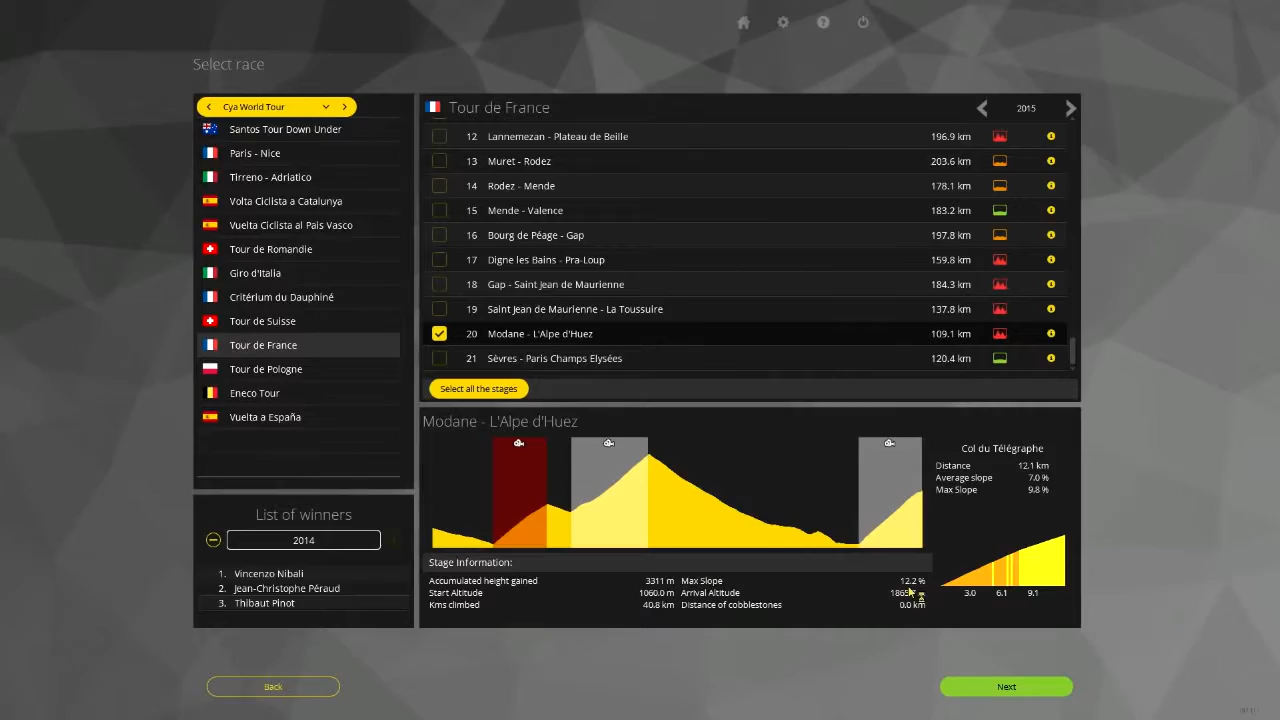 Select race
Cya World Tour
Santos Tour Down Under
Paris - Nice
Tirreno - Adriatico
Volta Ciclista a Catalunya
Vuelta Ciclista al Pais Vasco
Tour de Romandie
Giro d'Italia
Critérium du Dauphiné
Tour de Suisse
Tour de France
Tour de Pologne
Eneco Tour
Vuelta a España
List of winners
2014
1. Vincenzo Nibali
2. Jean-Christophe Péraud
3. Thibaut Pinot
Tour de France 2015
12 Lannemezan - Plateau de Beille 196.9 km
13 Muret - Rodez 203.6 km
14 Rodez - Mende 178.1 km
15 Mende - Valence 183.2 km
16 Bourg de Péage - Gap 197.8 km
17 Digne les Bains - Pra-Loup 159.8 km
18 Gap - Saint Jean de Maurienne 184.3 km
19 Saint Jean de Maurienne - La Toussuire 137.8 km
20 Modane - L'Alpe d'Huez 109.1 km
21 Sèvres - Paris Champs Elysées 120.4 km
Select all the stages
Modane - L'Alpe d'Huez
Col du Télégraphe
Distance 12.1 km
Average slope 7.0 %
Max Slope 9.8 %
3.0 6.1 9.1
Stage Information:
Accumulated height gained 3311 m Max Slope 12.2 %
Start Altitude 1060.0 m Arrival Altitude
Kms climbed 40.8 km Distance of cobblestones 0.0 km
Back
Next